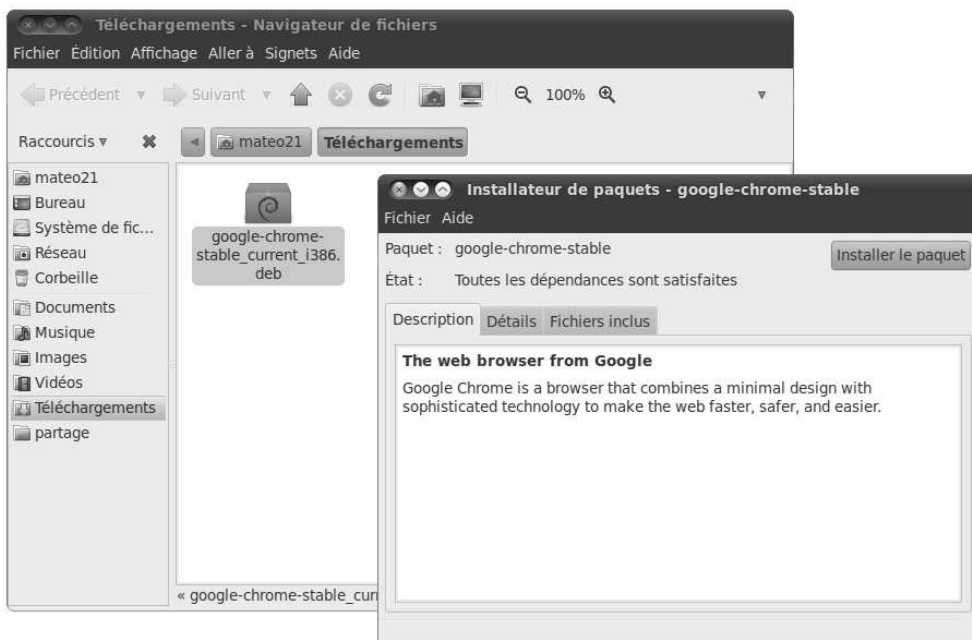 Téléchargements - Navigateur de fichiers
Fichier Édition Affichage Aller à Signets Aide
Précédent Suivant 100%
Raccourcis mateo21 Téléchargements
mateo21
Bureau
Système de fic...
Réseau
Corbeille
Documents
Musique
Images
Vidéos
Téléchargements
partage
google-chrome-
stable_current_i386.
deb
« google-chrome-stable_cur
Installateur de paquets - google-chrome-stable
Fichier Aide
Paquet : google-chrome-stable
Installer le paquet
État : Toutes les dépendances sont satisfaites
Description Détails Fichiers inclus
The web browser from Google
Google Chrome is a browser that combines a minimal design with
sophisticated technology to make the web faster, safer, and easier.